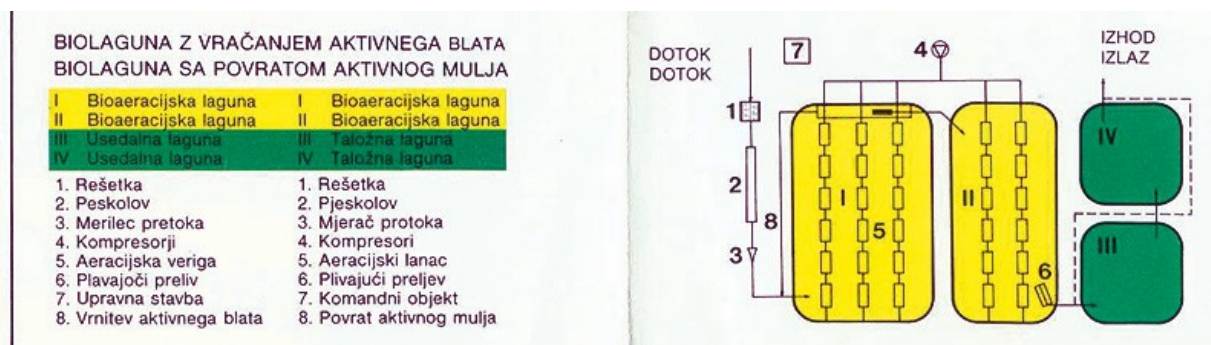 BIOLAGUNA Z VRAČANJEM AKTIVNEGA BLATA
BIOLAGUNA SA POVRATOM AKTIVNOG MULJA
I Bioaeracijska laguna I Bioaeracijska laguna
II Bioaeracijska laguna II Bioaeracijska laguna
III Usedalna laguna III Taložna laguna
IV Usedalna laguna IV Taložna laguna
1. Rešetka 1. Rešetka
2. Peskolov 2. Pjeskolov
3. Merilec pretoka 3. Mjerač protoka
4. Kompresorji 4. Kompresori
5. Aeracijska veriga 5. Aeracijski lanac
6. Plavajoči preliv 6. Plivajući preljev
7. Upravna stavba 7. Komandni objekt
8. Vrnitev aktivnega blata 8. Povrat aktivnog mulja
DOTOK
DOTOK
7
4
IZHOD
IZLAZ
1
2
8
3
I
5
II
6
IV
III